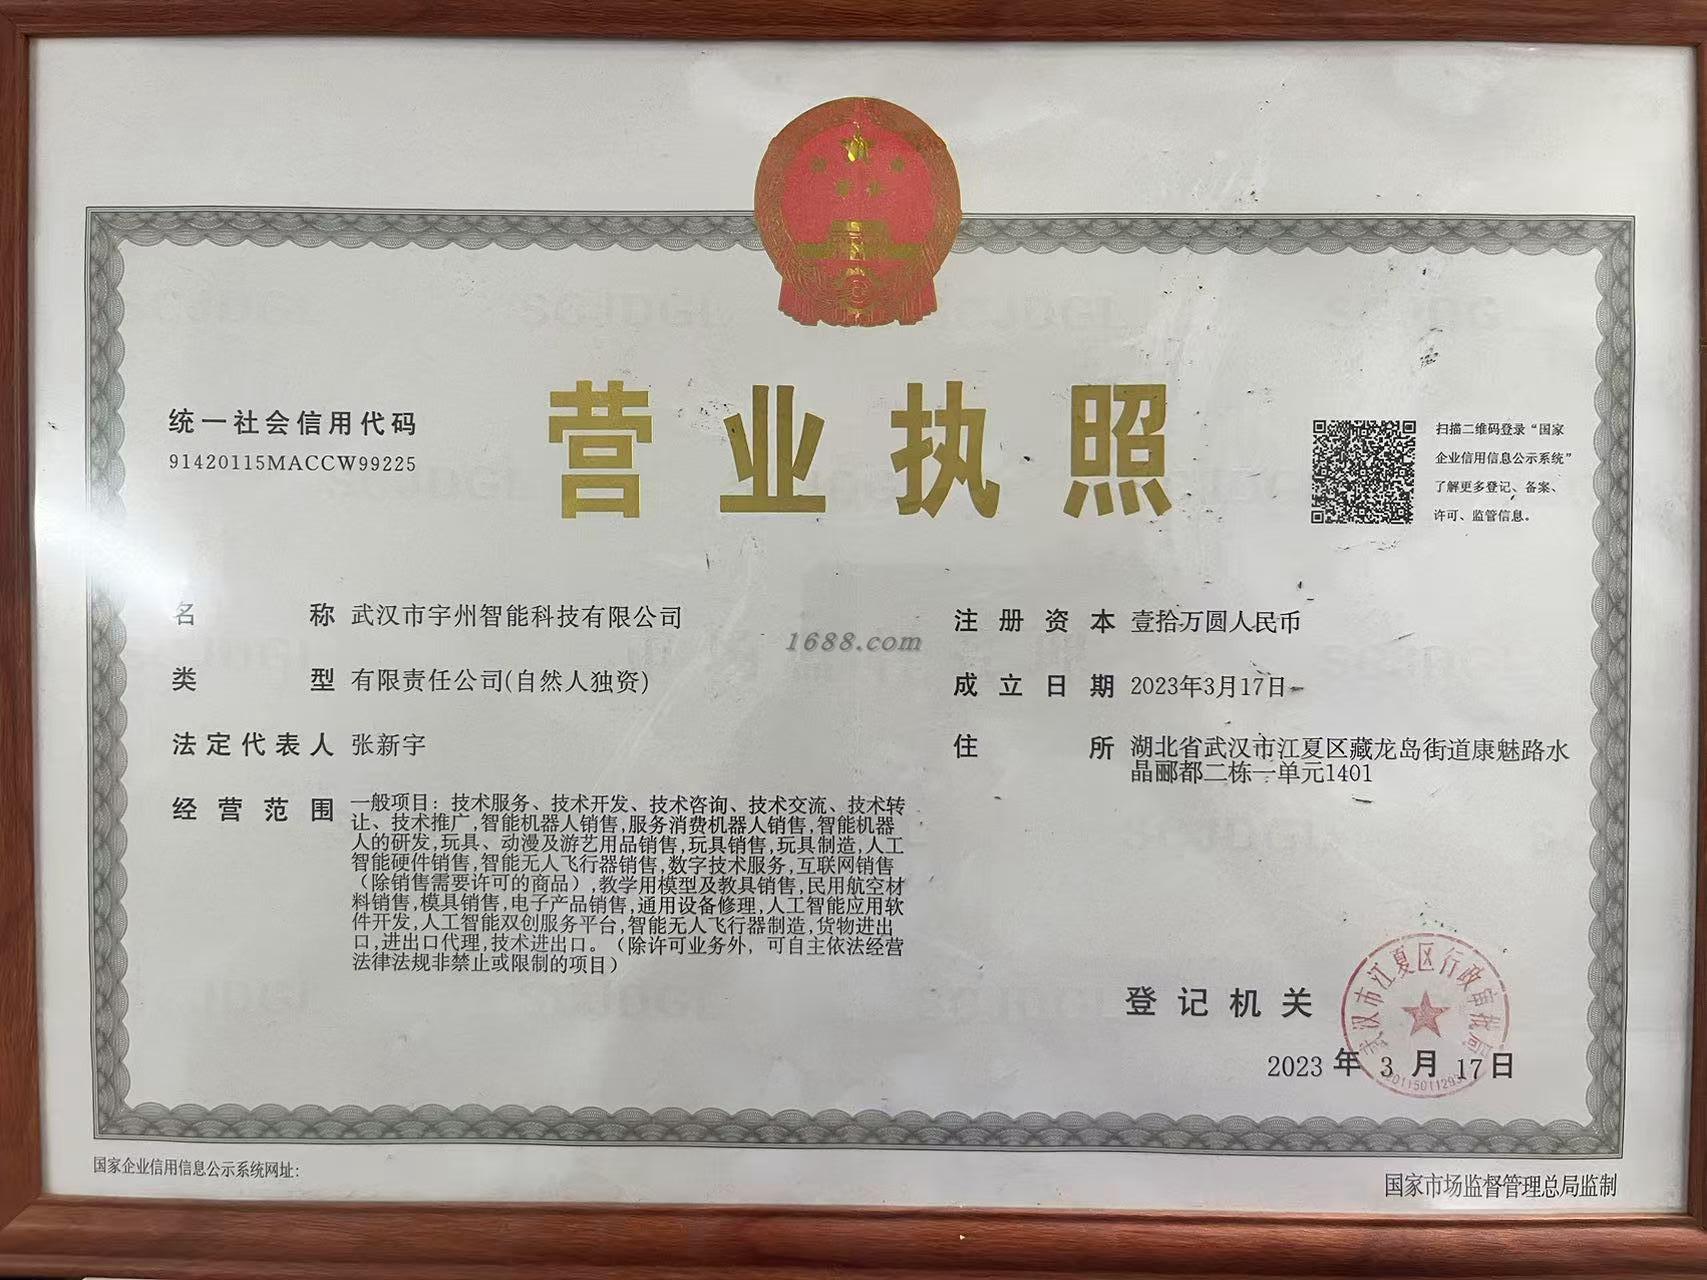 营业执照
统一社会信用代码
91420115MACCW99225
扫描二维码登录“国家
企业信用信息公示系统”
了解更多登记、备案、
许可、监管信息。
名称 武汉市宇州智能科技有限公司
类型 有限责任公司(自然人独资)
法定代表人 张新宇
经营范围 一般项目：技术服务、技术开发、技术咨询、技术交流、技术转
让、技术推广,智能机器人销售,服务消费机器人销售,智能机器
人的研发,玩具、动漫及游艺用品销售,玩具销售,玩具制造,人工
智能硬件销售,智能无人飞行器销售,数字技术服务,互联网销售
（除销售需要许可的商品）,教学用模型及教具销售,民用航空材
料销售,模具销售,电子产品销售,通用设备修理,人工智能应用软
件开发,人工智能双创服务平台,智能无人飞行器制造,货物进出
口,进出口代理,技术进出口。（除许可业务外，可自主依法经营
法律法规非禁止或限制的项目）
注册资本 壹拾万圆人民币
成立日期 2023年3月17日
住所 湖北省武汉市江夏区藏龙岛街道康魅路水
晶郦都二栋一单元1401
1688.com
登记机关
武汉市江夏区行政审批局
2023年3月17日
国家企业信用信息公示系统网址：
国家市场监督管理总局监制